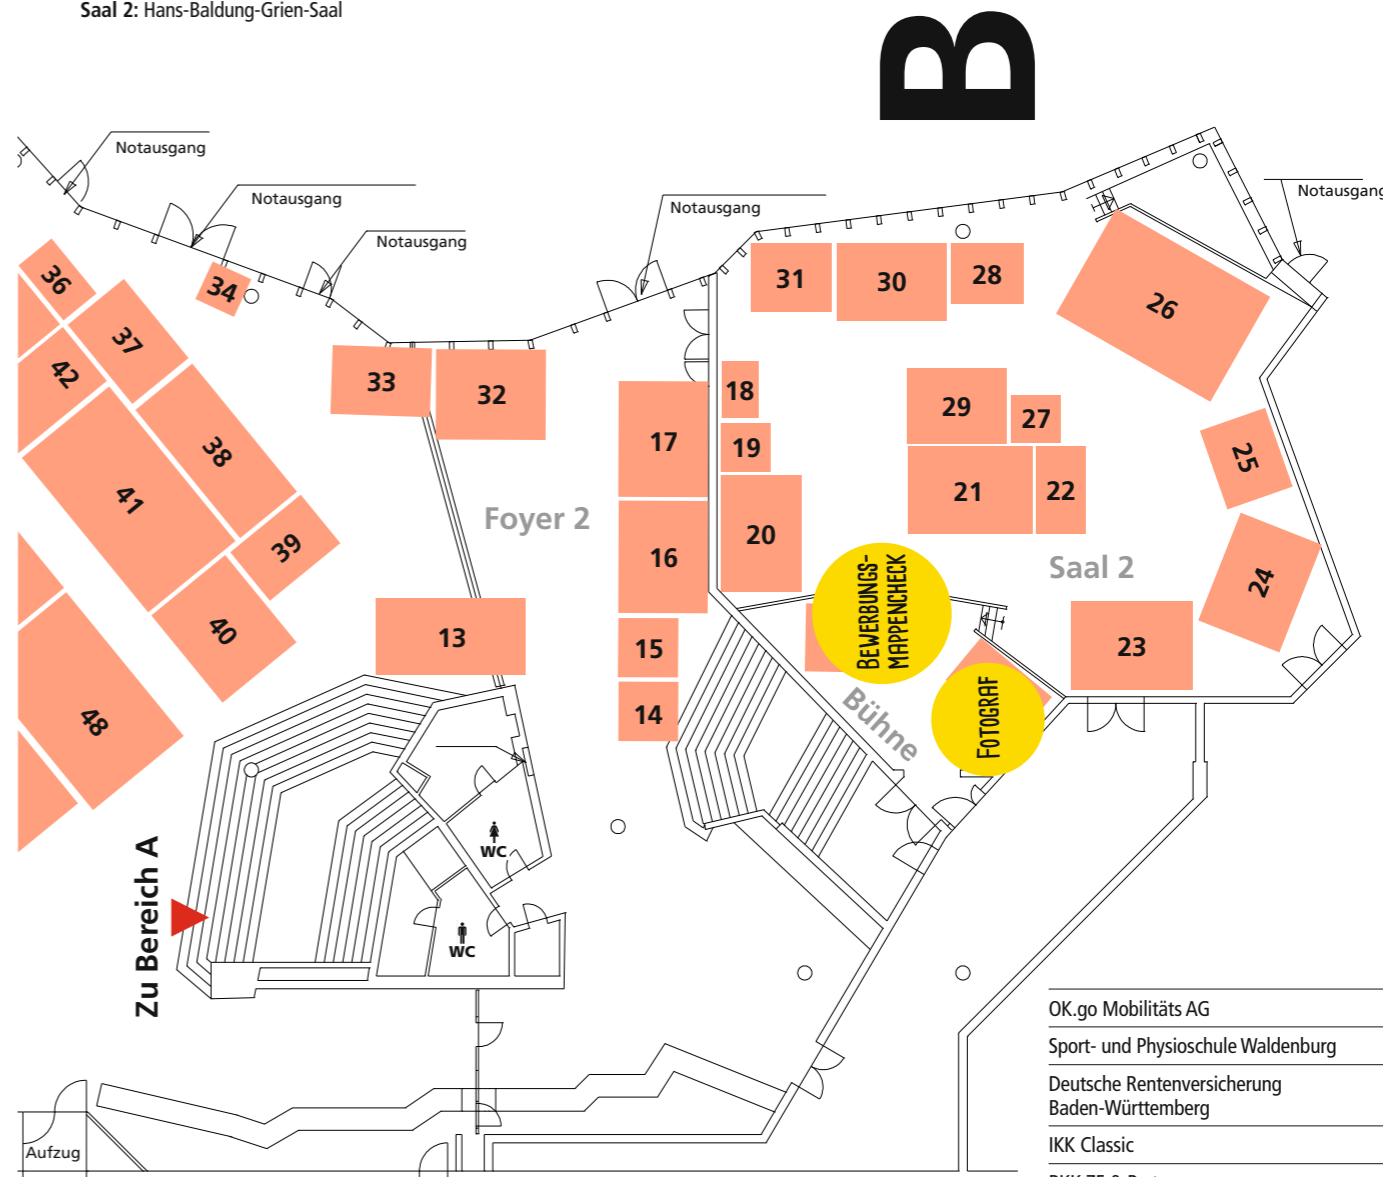 Saal 2: Hans-Baldung-Grien-Saal
B
Notausgang
Notausgang
Notausgang
Notausgang
Notausgang
36
34
37
42
33
32
38
41
39
40
48
13
Foyer 2
17
16
15
14
31
30
28
26
18
19
20
29
27
21
22
25
24
23
Saal 2
BEWERBUNGS-
MAPPENCHECK
FOTOGRAF
Bühne
WC
WC
Zu Bereich A
Aufzug
OK.go Mobilitäts AG
Sport- und Physioschule Waldenburg
Deutsche Rentenversicherung
Baden-Württemberg
IKK Classic